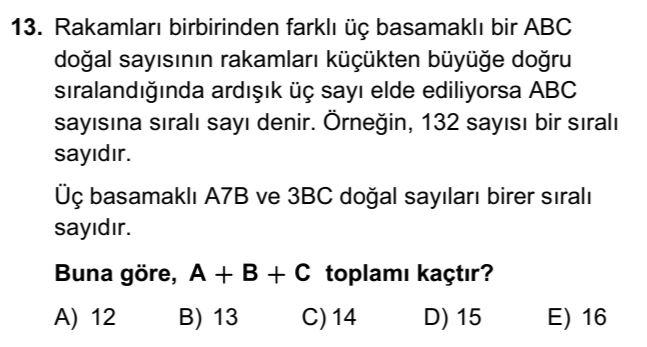 13. Rakamları birbirinden farklı üç basamaklı bir ABC
doğal sayısının rakamları küçükten büyüğe doğru
sıralandığında ardışık üç sayı elde ediliyorsa ABC
sayısına sıralı sayı denir. Örneğin, 132 sayısı bir sıralı
sayıdır.
Üç basamaklı A7B ve 3BC doğal sayıları birer sıralı
sayıdır.
Buna göre, A + B + C toplamı kaçtır?
A) 12 B) 13 C) 14 D) 15 E) 16